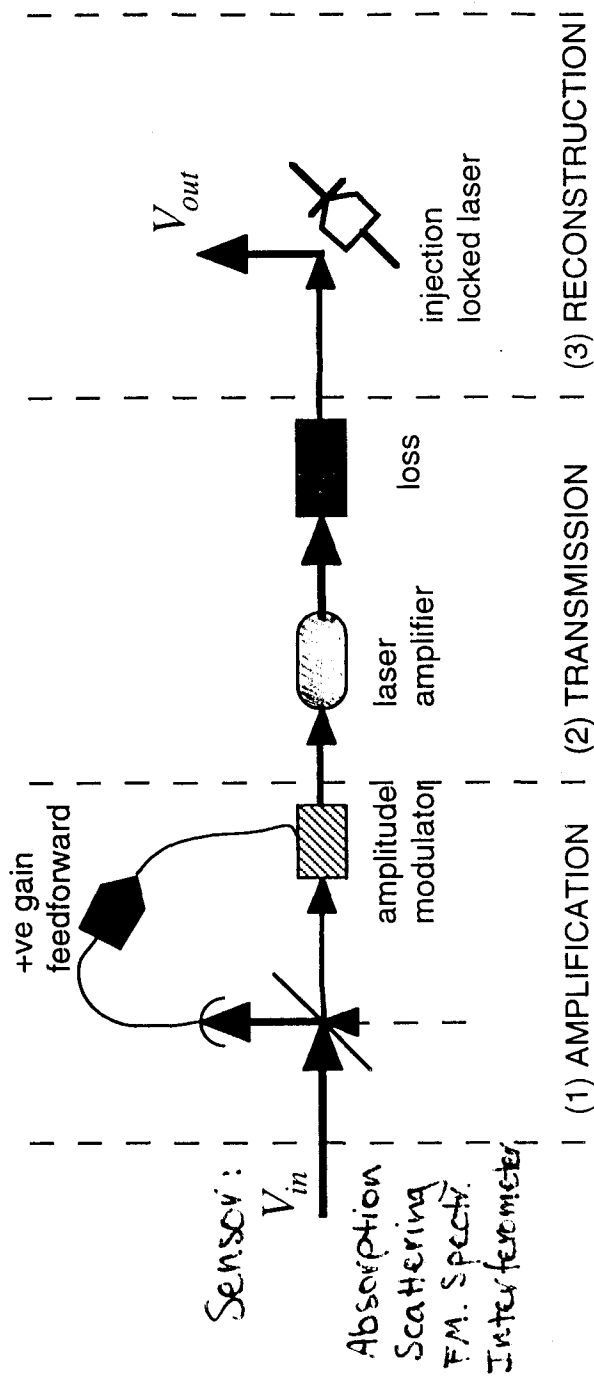 Sensor:
V_in
Absorption
Scattering
F.M. Spectr.
Interferometer
+ve gain
feedforward
amplitude
modulator
(1) AMPLIFICATION
laser
amplifier
loss
(2) TRANSMISSION
V_out
injection
locked laser
(3) RECONSTRUCTION